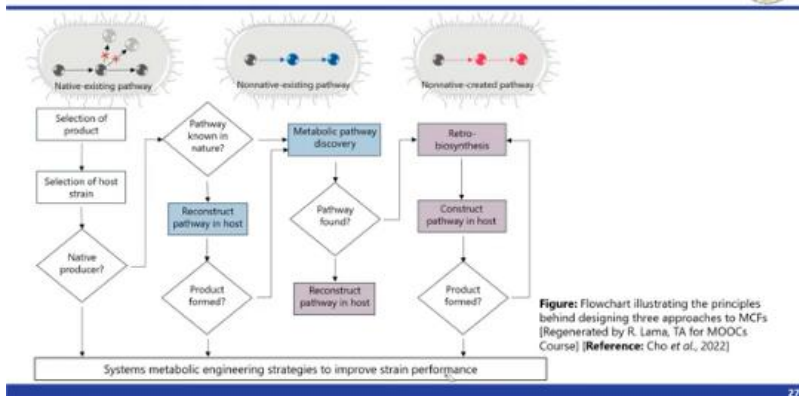 Native-existing pathway
Nonnative-existing pathway
Nonnative-created pathway
Selection of
product
Selection of host
strain
Native
producer?
Pathway
known in
nature?
Reconstruct
pathway in host
Product
formed?
Metabolic pathway
discovery
Pathway
found?
Reconstruct
pathway in host
Retro-
biosynthesis
Construct
pathway in host
Product
formed?
Systems metabolic engineering strategies to improve strain performance
Figure: Flowchart illustrating the principles
behind designing three approaches to MCFs
[Regenerated by R. Lama, TA for MOOCs
Course] [Reference: Cho et al., 2022]
27